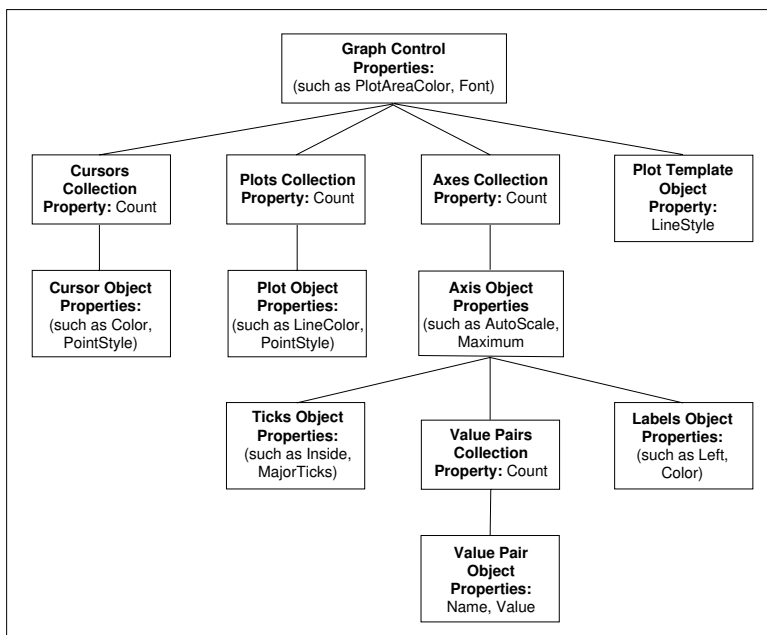 Graph Control
Properties:
(such as PlotAreaColor, Font)
Cursors
Collection
Property: Count
Plots Collection
Property: Count
Axes Collection
Property: Count
Plot Template
Object
Property:
LineStyle
Cursor Object
Properties:
(such as Color,
PointStyle)
Plot Object
Properties:
(such as LineColor,
PointStyle)
Axis Object
Properties
(such as AutoScale,
Maximum
Ticks Object
Properties:
(such as Inside,
MajorTicks)
Value Pairs
Collection
Property: Count
Labels Object
Properties:
(such as Left,
Color)
Value Pair
Object
Properties:
Name, Value